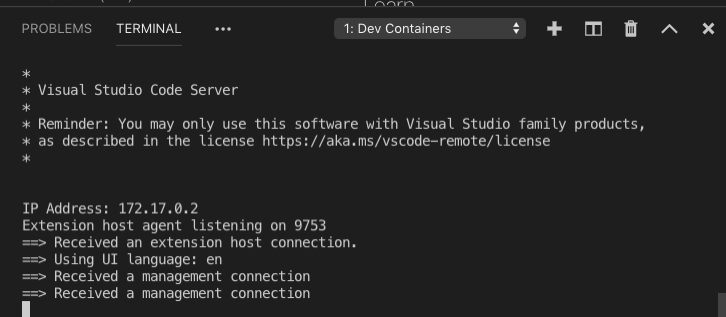 Learn
PROBLEMS TERMINAL ••• 1: Dev Containers
*
* Visual Studio Code Server
*
* Reminder: You may only use this software with Visual Studio family products,
* as described in the license https://aka.ms/vscode-remote/license
*
IP Address: 172.17.0.2
Extension host agent listening on 9753
==> Received an extension host connection.
==> Using UI language: en
==> Received a management connection
==> Received a management connection